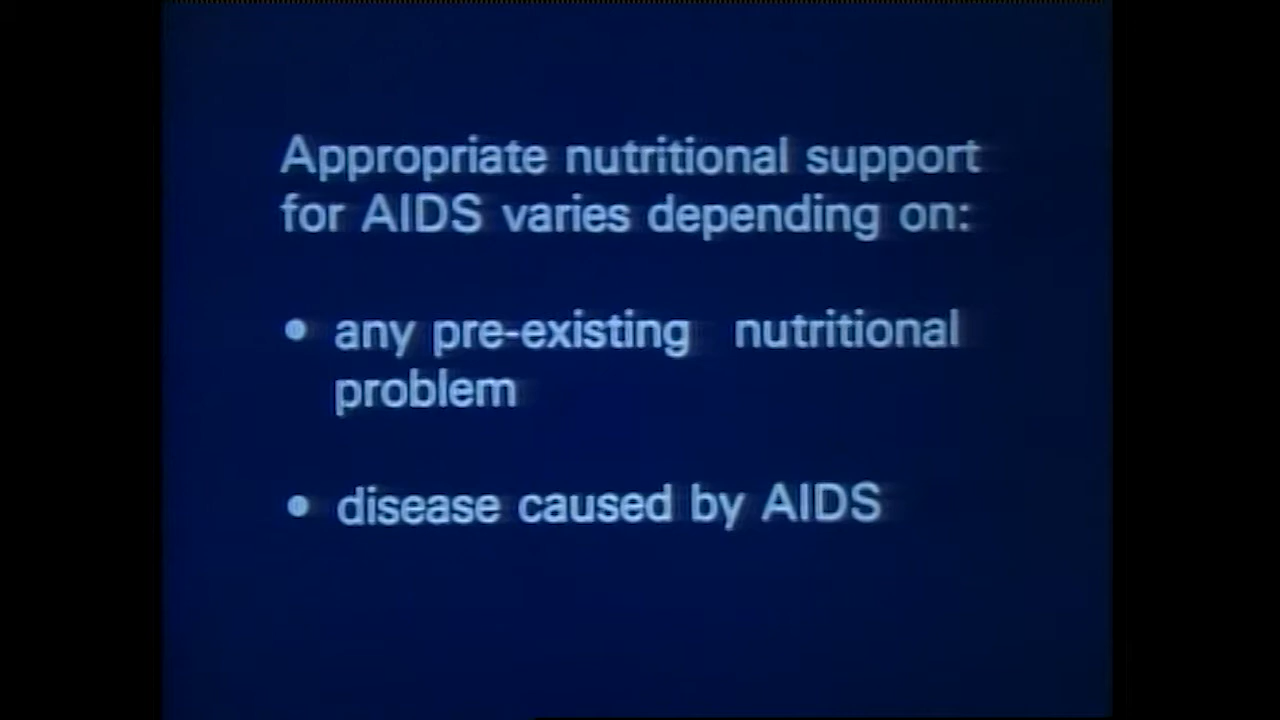 Appropriate nutritional support
for AIDS varies depending on:
• any pre-existing nutritional
problem
• disease caused by AIDS